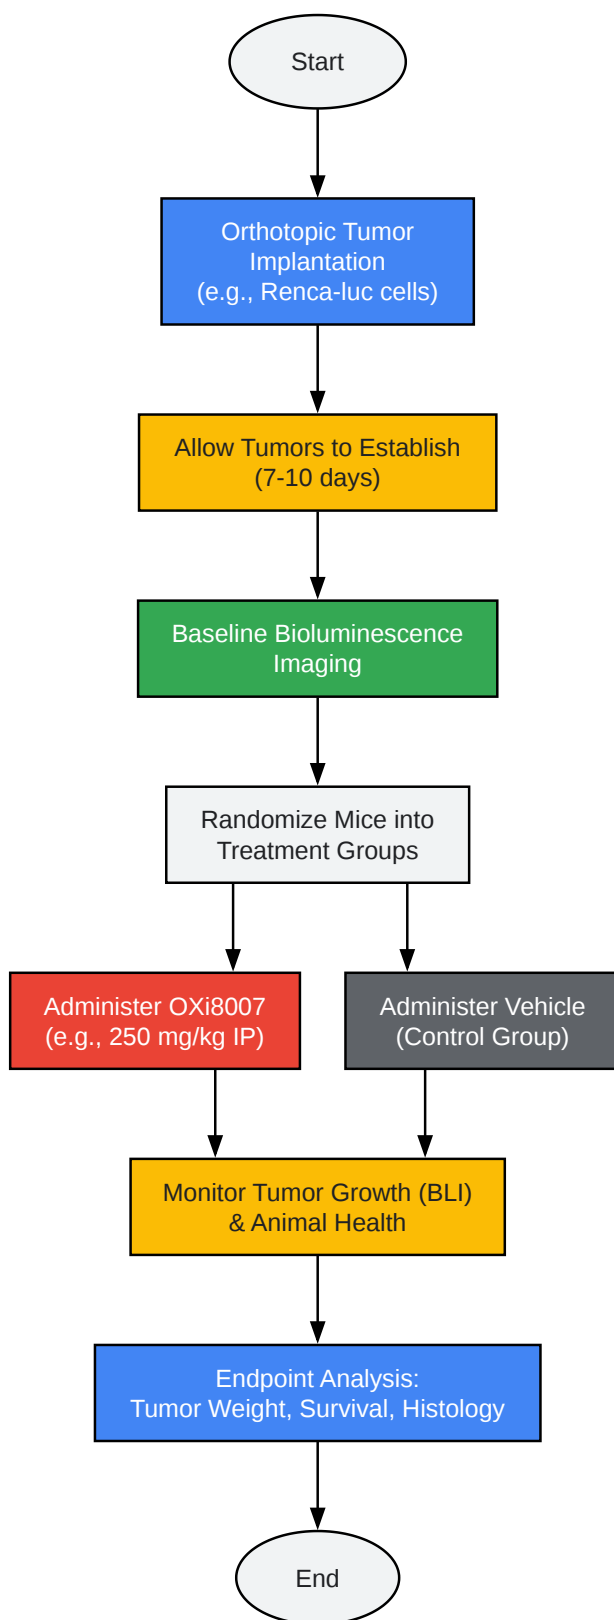 Start
Orthotopic Tumor
Implantation
(e.g., Renca-luc cells)
Allow Tumors to Establish
(7-10 days)
Baseline Bioluminescence
Imaging
Randomize Mice into
Treatment Groups
Administer OXi8007
(e.g., 250 mg/kg IP)
Administer Vehicle
(Control Group)
Monitor Tumor Growth (BLI)
& Animal Health
Endpoint Analysis:
Tumor Weight, Survival, Histology
End